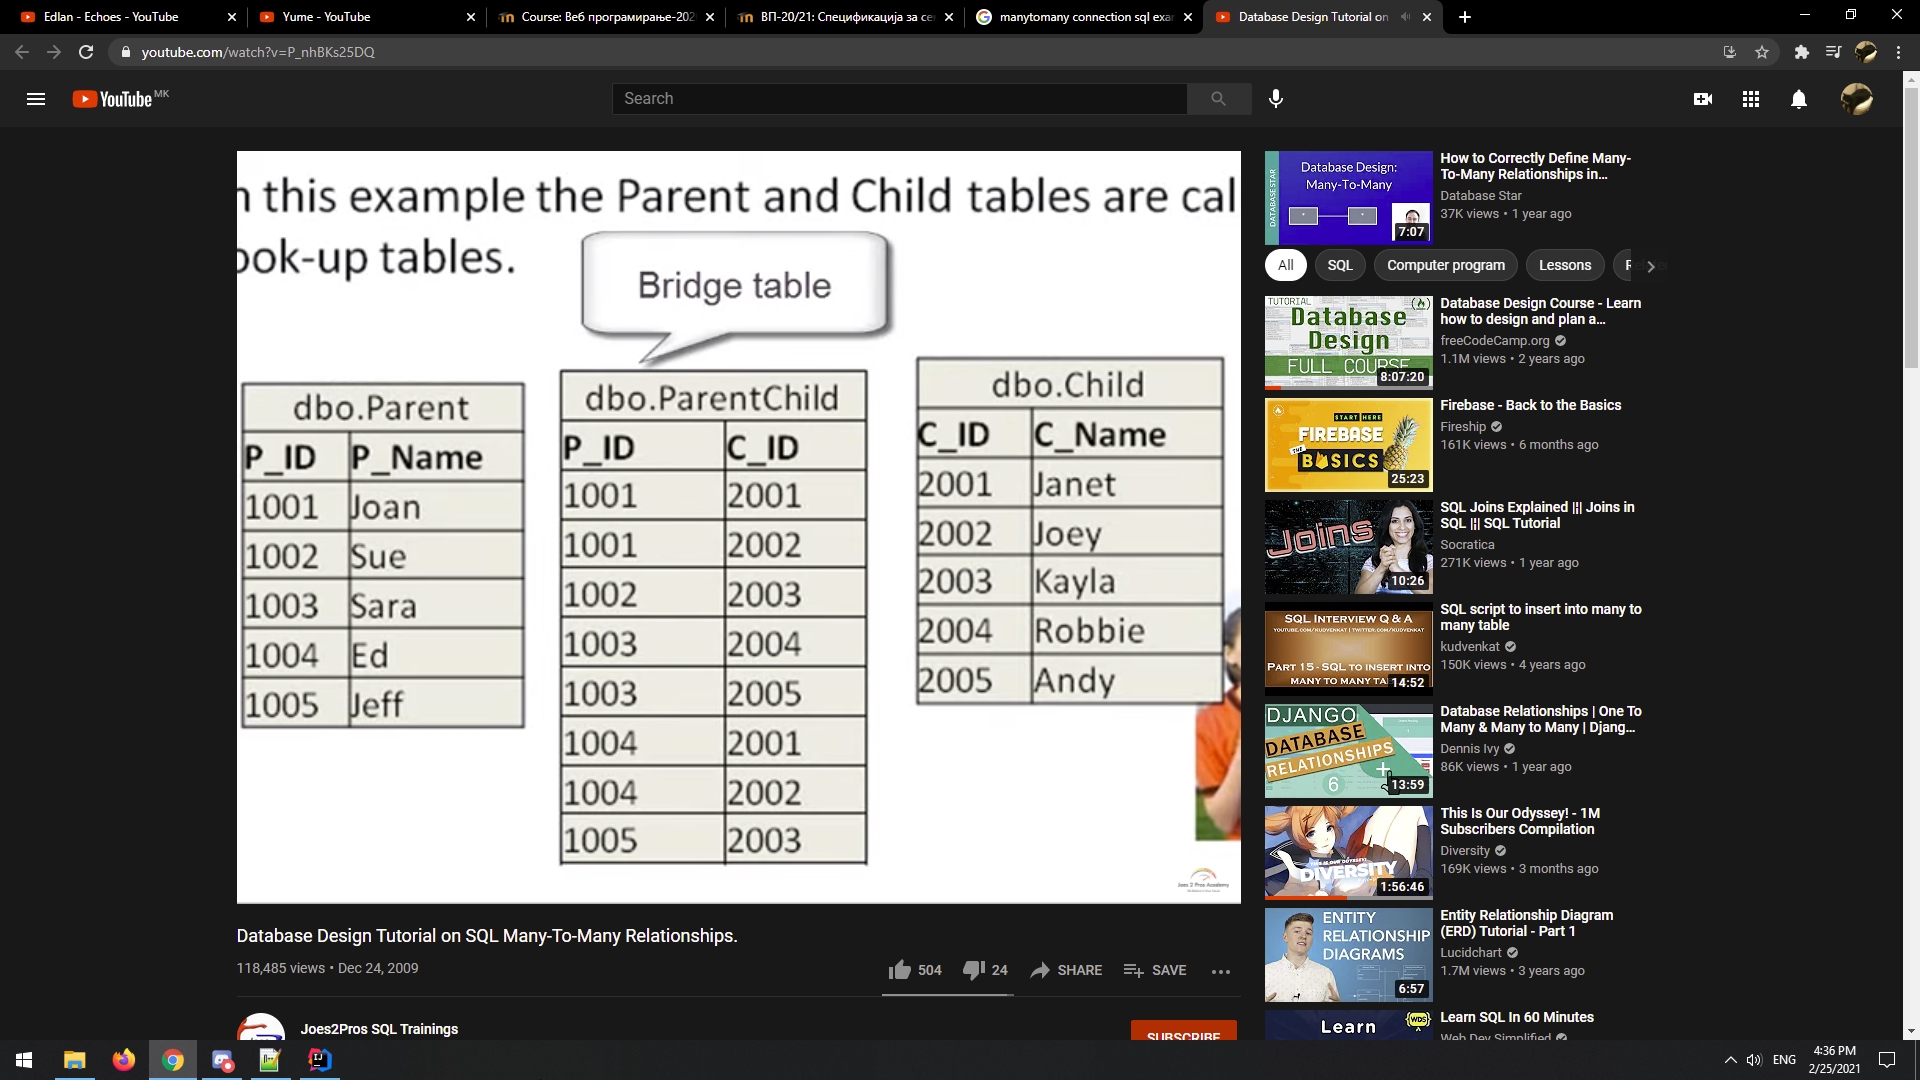 Edlan - Echoes - YouTube
Yume - YouTube
Course: Веб програмирање-202
ВП-20/21: Спецификација за се
manytomany connection sql exa
Database Design Tutorial on
youtube.com/watch?v=P_nhBKs25DQ
YouTube MK
Search
n this example the Parent and Child tables are cal
ook-up tables.
Bridge table
dbo.Parent
P_ID P_Name
1001 Joan
1002 Sue
1003 Sara
1004 Ed
1005 Jeff
dbo.ParentChild
P_ID C_ID
1001 2001
1001 2002
1002 2003
1003 2004
1003 2005
1004 2001
1004 2002
1005 2003
dbo.Child
C_ID C_Name
2001 Janet
2002 Joey
2003 Kayla
2004 Robbie
2005 Andy
Joes 2 Pros Academy
Database Design Tutorial on SQL Many-To-Many Relationships.
118,485 views • Dec 24, 2009
504
24
SHARE
SAVE
Joes2Pros SQL Trainings
SUBSCRIBE
DATABASE STAR
Database Design:
Many-To-Many
7:07
How to Correctly Define Many-
To-Many Relationships in...
Database Star
37K views • 1 year ago
All
SQL
Computer program
Lessons
TUTORIAL
Database
Design
FULL COURSE
8:07:20
Database Design Course - Learn
how to design and plan a...
freeCodeCamp.org
1.1M views • 2 years ago
START HERE
FIREBASE
THE BASICS
25:23
Firebase - Back to the Basics
Fireship
161K views • 6 months ago
Joins
10:26
SQL Joins Explained ||| Joins in
SQL ||| SQL Tutorial
Socratica
271K views • 1 year ago
SQL INTERVIEW Q & A
YOUTUBE.COM/KUDVENKAT | TWITTER.COM/KUDVENKAT
PART 15 - SQL TO INSERT INTO
MANY TO MANY TA
14:52
SQL script to insert into many to
many table
kudvenkat
150K views • 4 years ago
DJANGO
DATABASE
RELATIONSHIPS
6
13:59
Database Relationships | One To
Many & Many to Many | Djang...
Dennis Ivy
86K views • 1 year ago
THIS IS OUR ODYSSEY!
DIVERSITY
1:56:46
This Is Our Odyssey! - 1M
Subscribers Compilation
Diversity
169K views • 3 months ago
ENTITY
RELATIONSHIP
DIAGRAMS
6:57
Entity Relationship Diagram
(ERD) Tutorial - Part 1
Lucidchart
1.7M views • 3 years ago
Learn
WDS
Learn SQL In 60 Minutes
Web Dev Simplified
ENG
4:36 PM
2/25/2021